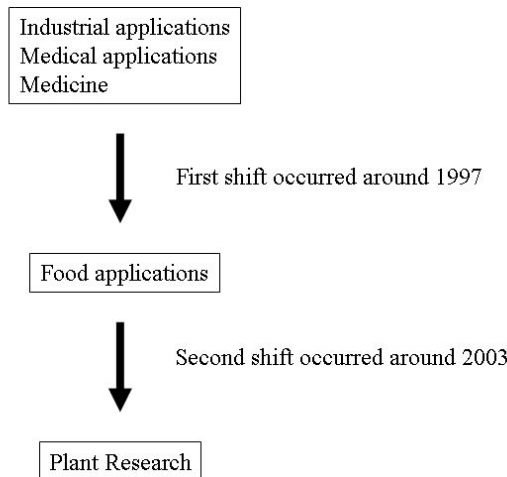 Industrial applications
Medical applications
Medicine
First shift occurred around 1997
Food applications
Second shift occurred around 2003
Plant Research